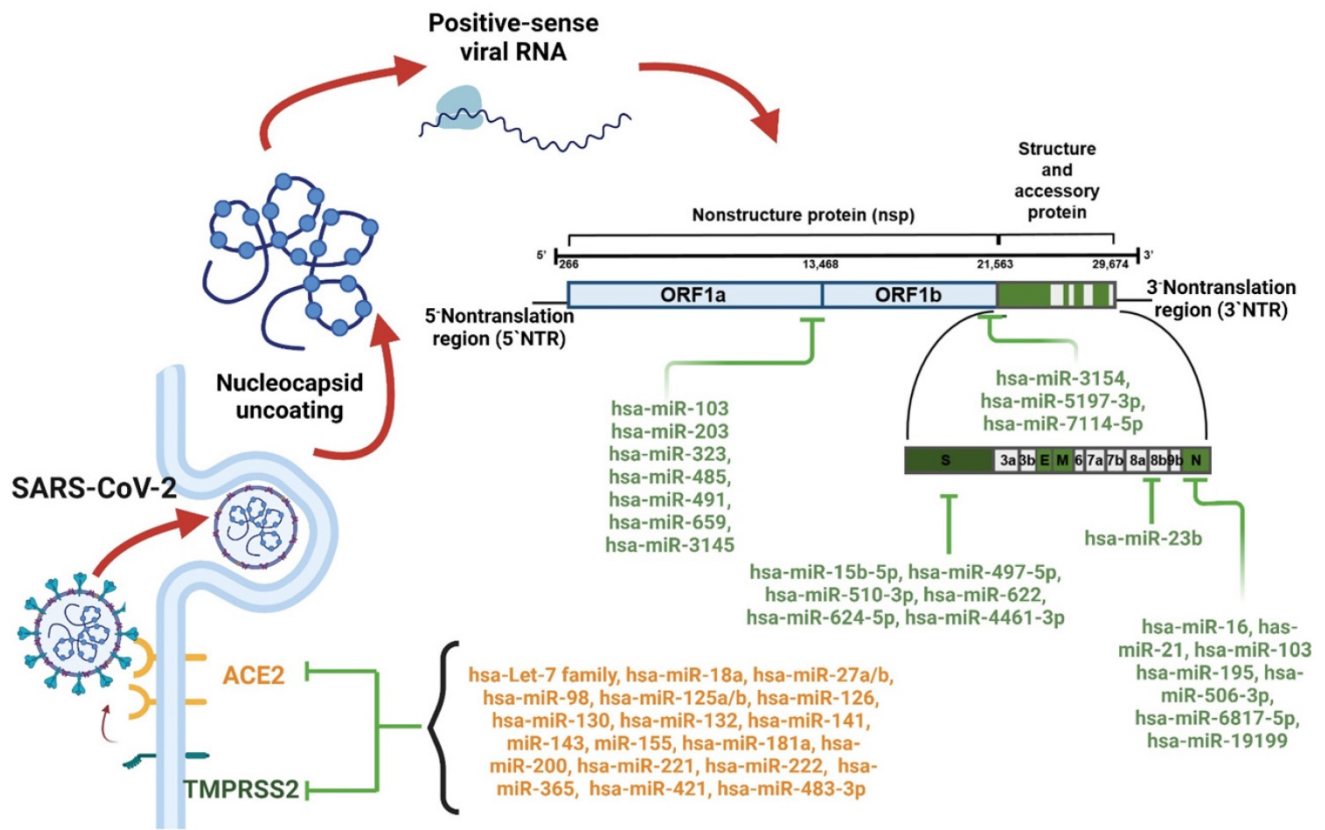 Positive-sense
viral RNA
Structure
and
accessory
protein
Nonstructure protein (nsp)
5'
3'
266
13,468
21,563
29,674
ORF1a
ORF1b
5-Nontranslation
region (5`NTR)
3-Nontranslation
region (3`NTR)
Nucleocapsid
uncoating
hsa-miR-103
hsa-miR-203
hsa-miR-323,
hsa-miR-485,
hsa-miR-491,
hsa-miR-659,
hsa-miR-3145
hsa-miR-3154,
hsa-miR-5197-3p,
hsa-miR-7114-5p
S 3a 3b E M 6 7a 7b 8a 8b 9b N
SARS-CoV-2
hsa-miR-23b
hsa-miR-15b-5p, hsa-miR-497-5p,
hsa-miR-510-3p, hsa-miR-622,
hsa-miR-624-5p, hsa-miR-4461-3p
hsa-miR-16, has-
miR-21, hsa-miR-103
hsa-miR-195, hsa-
miR-506-3p,
hsa-miR-6817-5p,
hsa-miR-19199
ACE2
TMPRSS2
hsa-Let-7 family, hsa-miR-18a, hsa-miR-27a/b,
hsa-miR-98, hsa-miR-125a/b, hsa-miR-126,
hsa-miR-130, hsa-miR-132, hsa-miR-141,
miR-143, miR-155, hsa-miR-181a, hsa-
miR-200, hsa-miR-221, hsa-miR-222, hsa-
miR-365, hsa-miR-421, hsa-miR-483-3p